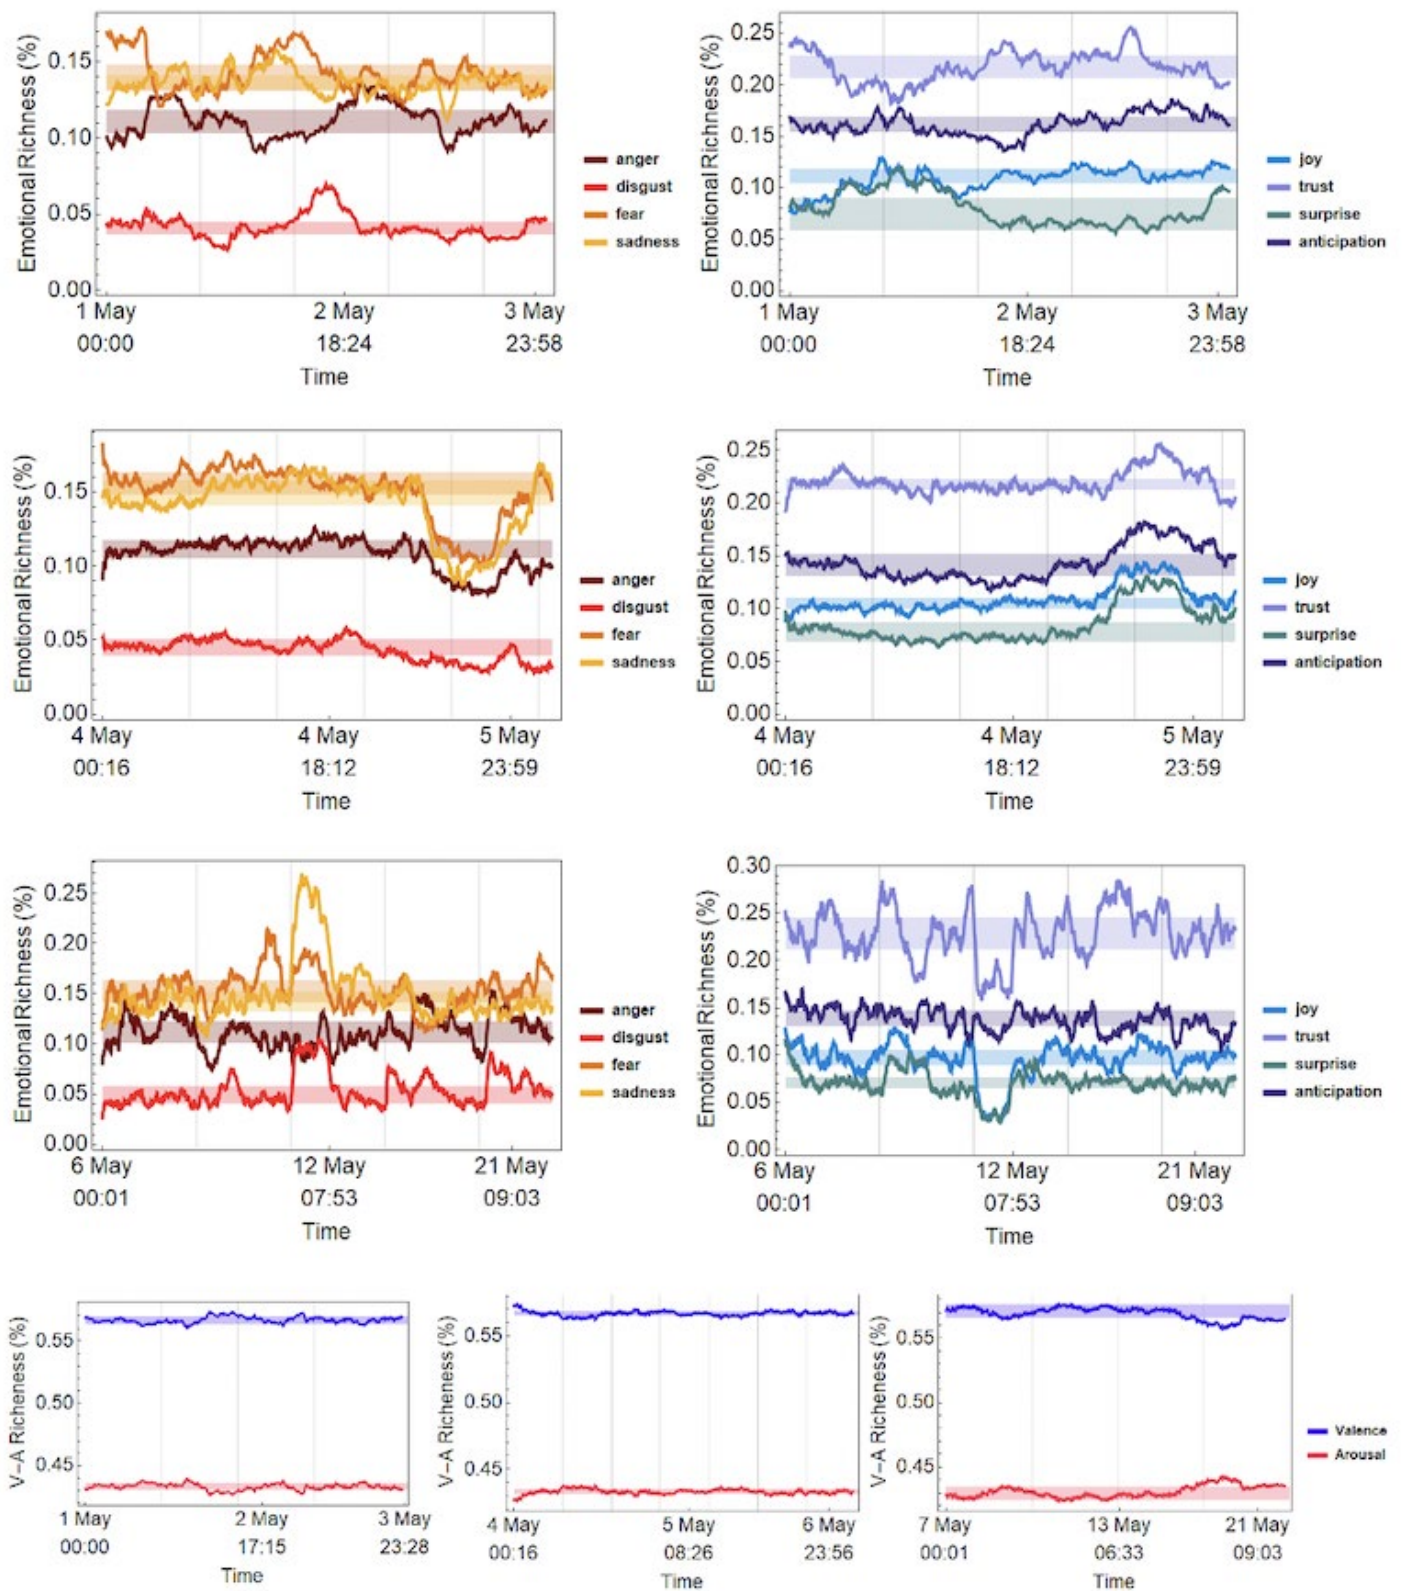 Emotional Richness (%)
0.15
0.10
0.05
0.00
1 May 2 May 3 May
00:00 18:24 23:58
Time
anger
disgust
fear
sadness
Emotional Richness (%)
0.25
0.20
0.15
0.10
0.05
0.00
1 May 2 May 3 May
00:00 18:24 23:58
Time
joy
trust
surprise
anticipation
Emotional Richness (%)
0.15
0.10
0.05
0.00
4 May 4 May 5 May
00:16 18:12 23:59
Time
anger
disgust
fear
sadness
Emotional Richness (%)
0.25
0.20
0.15
0.10
0.05
0.00
4 May 4 May 5 May
00:16 18:12 23:59
Time
joy
trust
surprise
anticipation
Emotional Richness (%)
0.25
0.20
0.15
0.10
0.05
0.00
6 May 12 May 21 May
00:01 07:53 09:03
Time
anger
disgust
fear
sadness
Emotional Richness (%)
0.30
0.25
0.20
0.15
0.10
0.05
0.00
6 May 12 May 21 May
00:01 07:53 09:03
Time
joy
trust
surprise
anticipation
V-A Richeness (%)
0.55
0.50
0.45
1 May 2 May 3 May
00:00 17:15 23:28
Time
V-A Richeness (%)
0.55
0.50
0.45
4 May 5 May 6 May
00:16 08:26 23:56
Time
V-A Richeness (%)
0.55
0.50
0.45
7 May 13 May 21 May
00:01 06:33 09:03
Time
Valence
Arousal